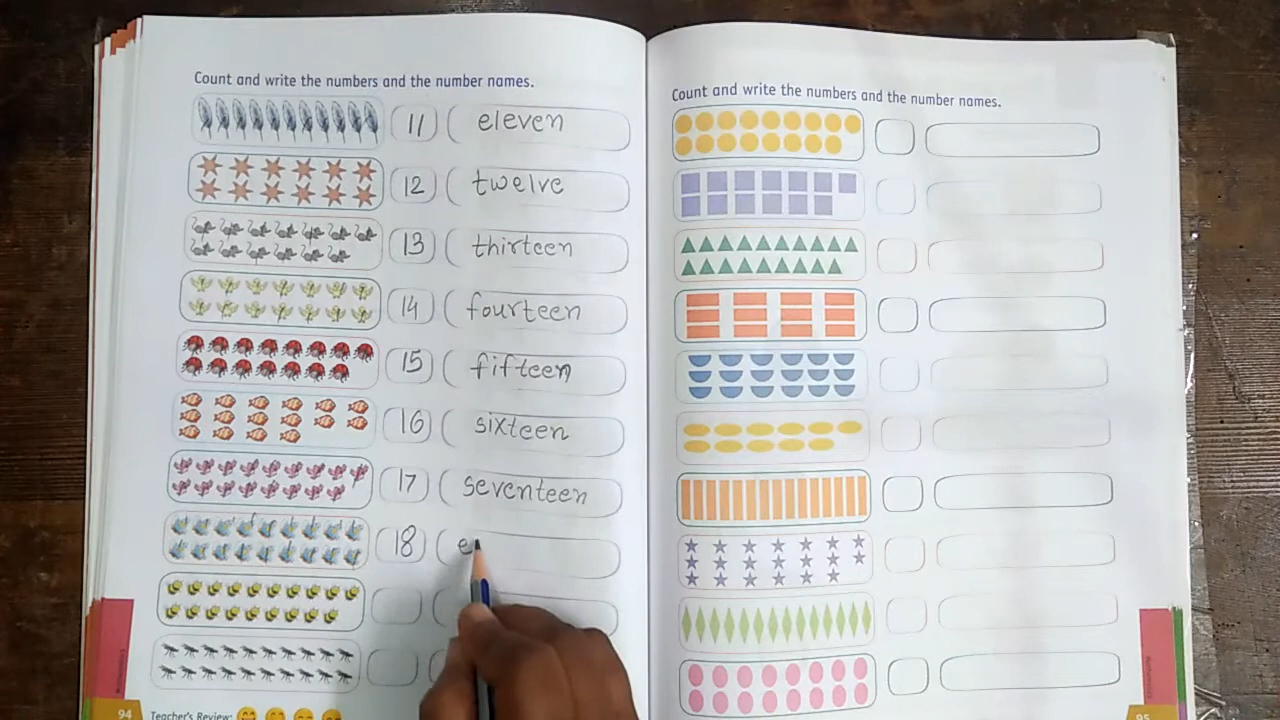 Count and write the numbers and the number names.
11 eleven
12 twelve
13 thirteen
14 fourteen
15 fifteen
16 sixteen
17 seventeen
18 e
94 Teacher's Review:
Count and write the numbers and the number names.
Mathematics
95